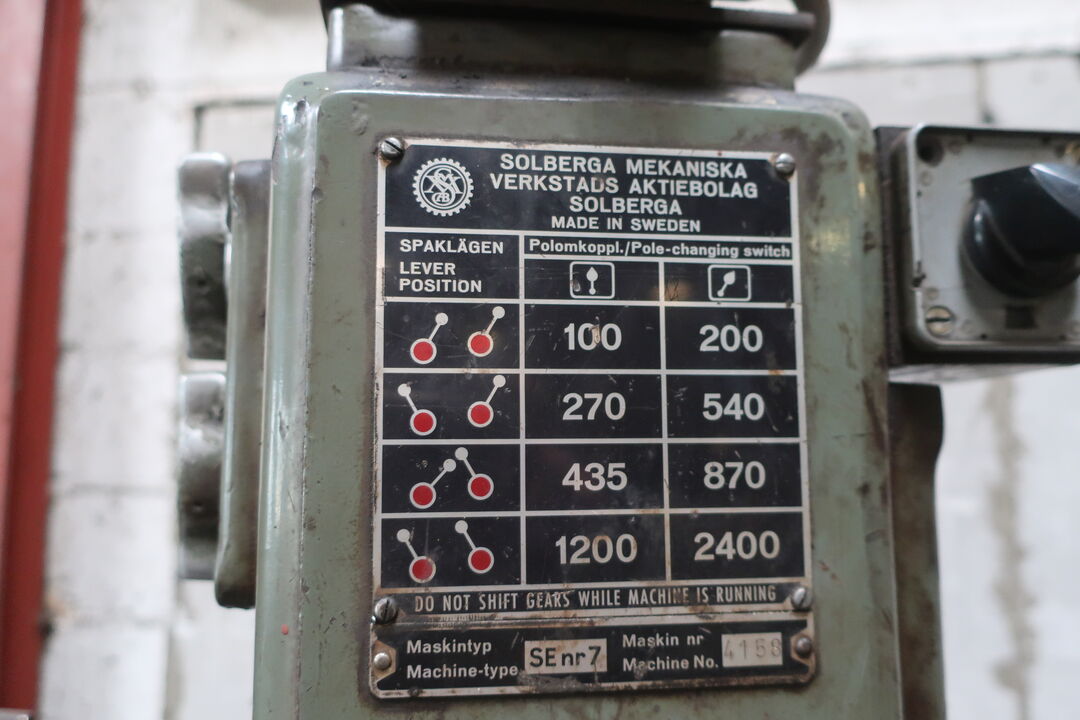 SOLBERGA MEKANISKA
VERKSTADS AKTIEBOLAG
SOLBERGA
MADE IN SWEDEN
SPAKLÄGEN
LEVER
POSITION
Polomkoppl./Pole-changing switch
100 200
270 540
435 870
1200 2400
DO NOT SHIFT GEARS WHILE MACHINE IS RUNNING
Maskintyp
Machine-type
SE nr 7
Maskin nr
Machine No.
4158